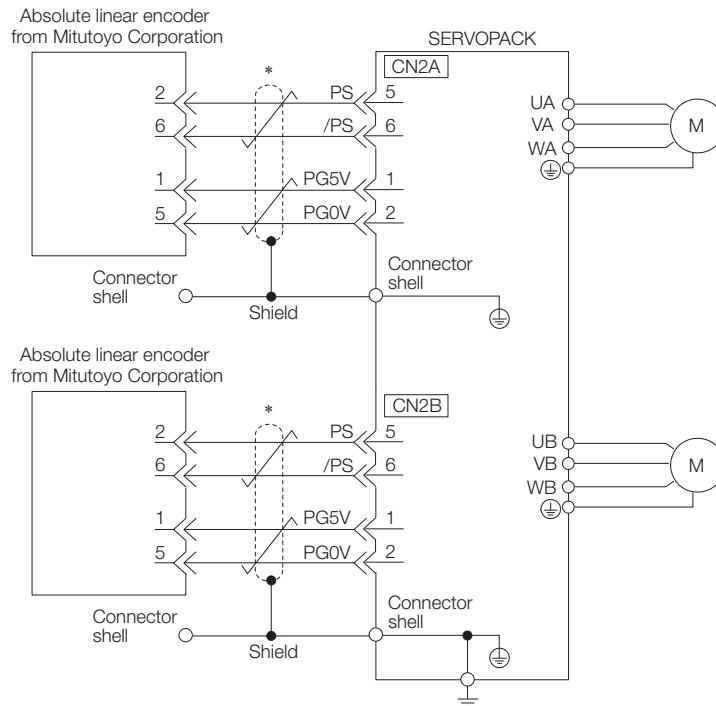 Absolute linear encoder
from Mitutoyo Corporation
SERVOPACK
*
CN2A
2 PS 5
6 /PS 6
1 PG5V 1
5 PG0V 2
UA
VA
WA
M
Connector
shell
Shield
Connector
shell
Absolute linear encoder
from Mitutoyo Corporation
*
CN2B
2 PS 5
6 /PS 6
1 PG5V 1
5 PG0V 2
UB
VB
WB
M
Connector
shell
Shield
Connector
shell